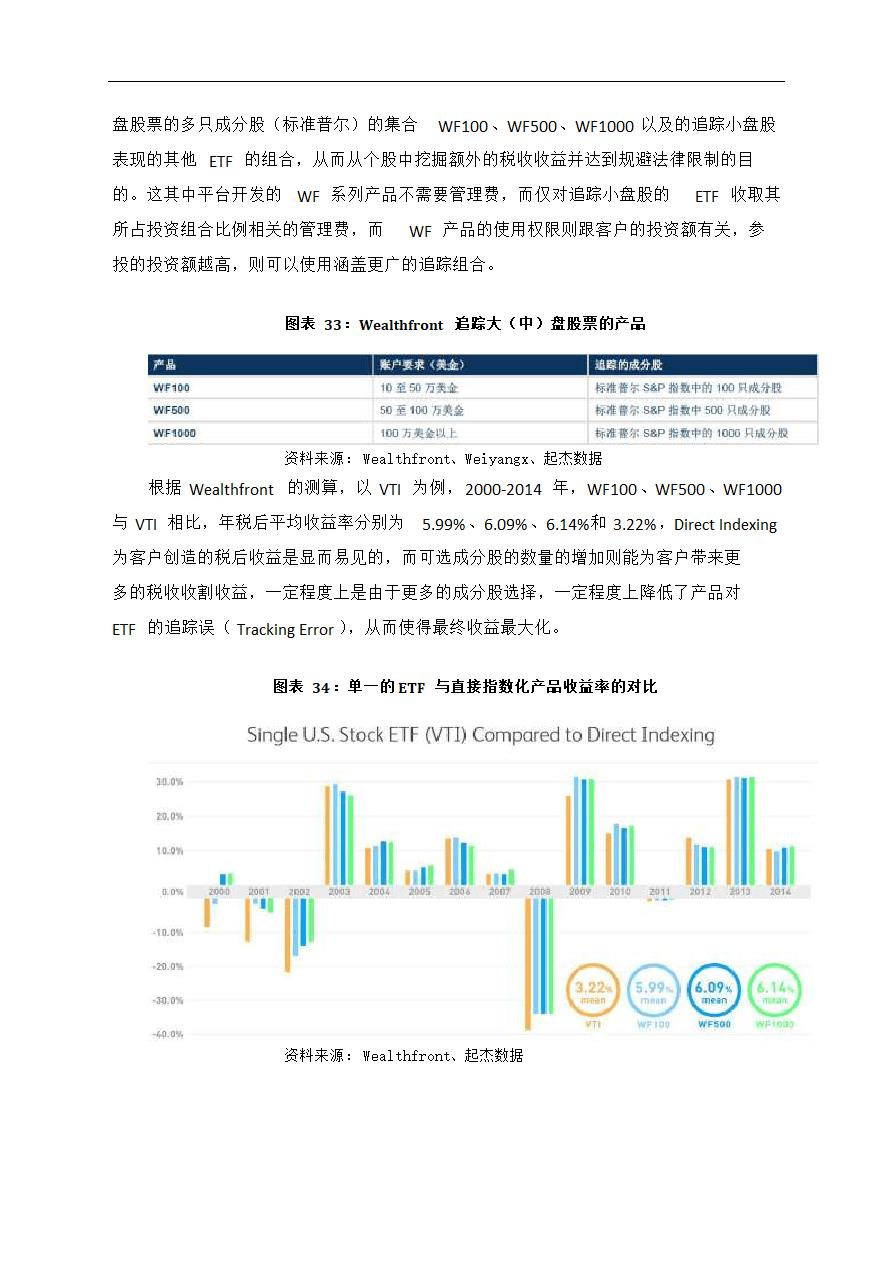 盘股票的多只成分股（标准普尔）的集合 WF100、WF500、WF1000 以及的追踪小盘股
表现的其他 ETF 的组合，从而从个股中挖掘额外的税收收益并达到规避法律限制的目
的。这其中平台开发的 WF 系列产品不需要管理费，而仅对追踪小盘股的 ETF 收取其
所占投资组合比例相关的管理费，而 WF 产品的使用权限则跟客户的投资额有关，参
投的投资额越高，则可以使用涵盖更广的追踪组合。
图表 33：Wealthfront 追踪大（中）盘股票的产品
产品 账户要求（美金） 追踪的成分股
WF100 10 至 50 万美金 标准普尔 S&P 指数中的 100 只成分股
WF500 50 至 100 万美金 标准普尔 S&P 指数中 500 只成分股
WF1000 100 万美金以上 标准普尔 S&P 指数中的 1000 只成分股
资料来源: Wealthfront、Weiyangx、起杰数据
根据 Wealthfront 的测算，以 VTI 为例，2000-2014 年，WF100、WF500、WF1000
与 VTI 相比，年税后平均收益率分别为 5.99%、6.09%、6.14%和 3.22%，Direct Indexing
为客户创造的税后收益是显而易见的，而可选成分股的数量的增加则能为客户带来更
多的税收收割收益，一定程度上是由于更多的成分股选择，一定程度上降低了产品对
ETF 的追踪误（ Tracking Error ），从而使得最终收益最大化。
图表 34：单一的 ETF 与直接指数化产品收益率的对比
Single U.S. Stock ETF (VTI) Compared to Direct Indexing
30.0%
20.0%
10.0%
0.0% 2000 2001 2002 2003 2004 2005 2006 2007 2008 2009 2010 2011 2012 2013 2014
-10.0%
-20.0%
-30.0%
-40.0%
3.22% 5.99% 6.09% 6.14%
mean mean mean mean
VTI WF100 WF500 WF1000
资料来源: Wealthfront、起杰数据